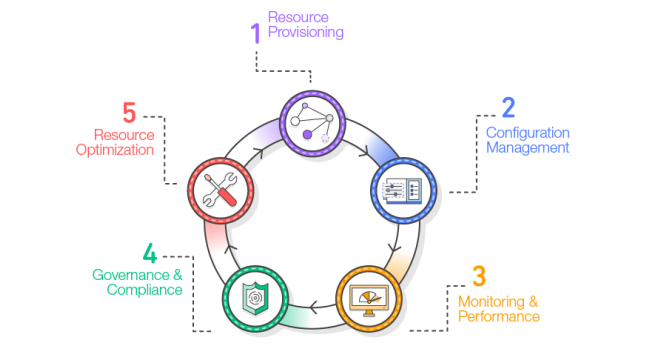 1
Resource
Provisioning
2
Configuration
Management
3
Monitoring &
Performance
4
Governance &
Compliance
5
Resource
Optimization